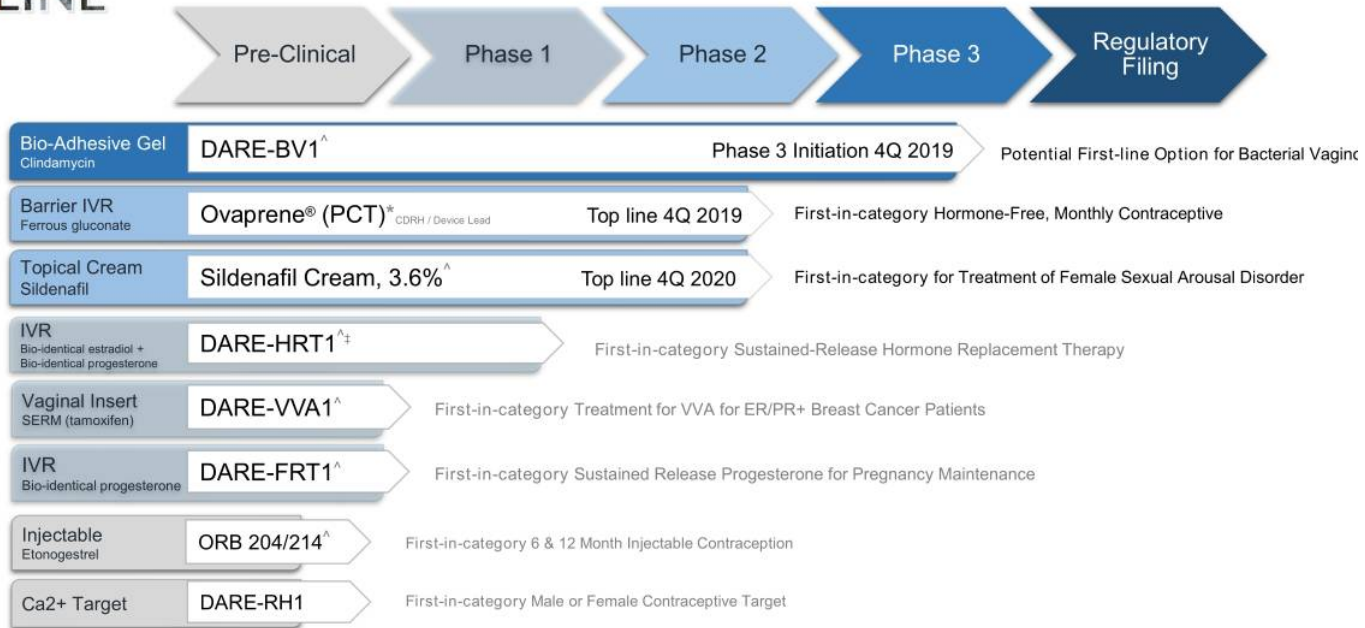 Pre-Clinical
Phase 1
Phase 2
Phase 3
Regulatory
Filing
Bio-Adhesive Gel
Clindamycin
DARE-BV1^
Phase 3 Initiation 4Q 2019
Potential First-line Option for Bacterial
Barrier IVR
Ferrous gluconate
Ovaprene® (PCT)* CDRH / Device Lead
Top line 4Q 2019
First-in-category Hormone-Free, Monthly Contraceptive
Topical Cream
Sildenafil
Sildenafil Cream, 3.6%^
Top line 4Q 2020
First-in-category for Treatment of Female Sexual Arousal Disorder
IVR
Bio-identical estradiol +
Bio-identical progesterone
DARE-HRT1^‡
First-in-category Sustained-Release Hormone Replacement Therapy
Vaginal Insert
SERM (tamoxifen)
DARE-VVA1^
First-in-category Treatment for VVA for ER/PR+ Breast Cancer Patients
IVR
Bio-identical progesterone
DARE-FRT1^
First-in-category Sustained Release Progesterone for Pregnancy Maintenance
Injectable
Etonogestrel
ORB 204/214^
First-in-category 6 & 12 Month Injectable Contraception
Ca2+ Target
DARE-RH1
First-in-category Male or Female Contraceptive Target